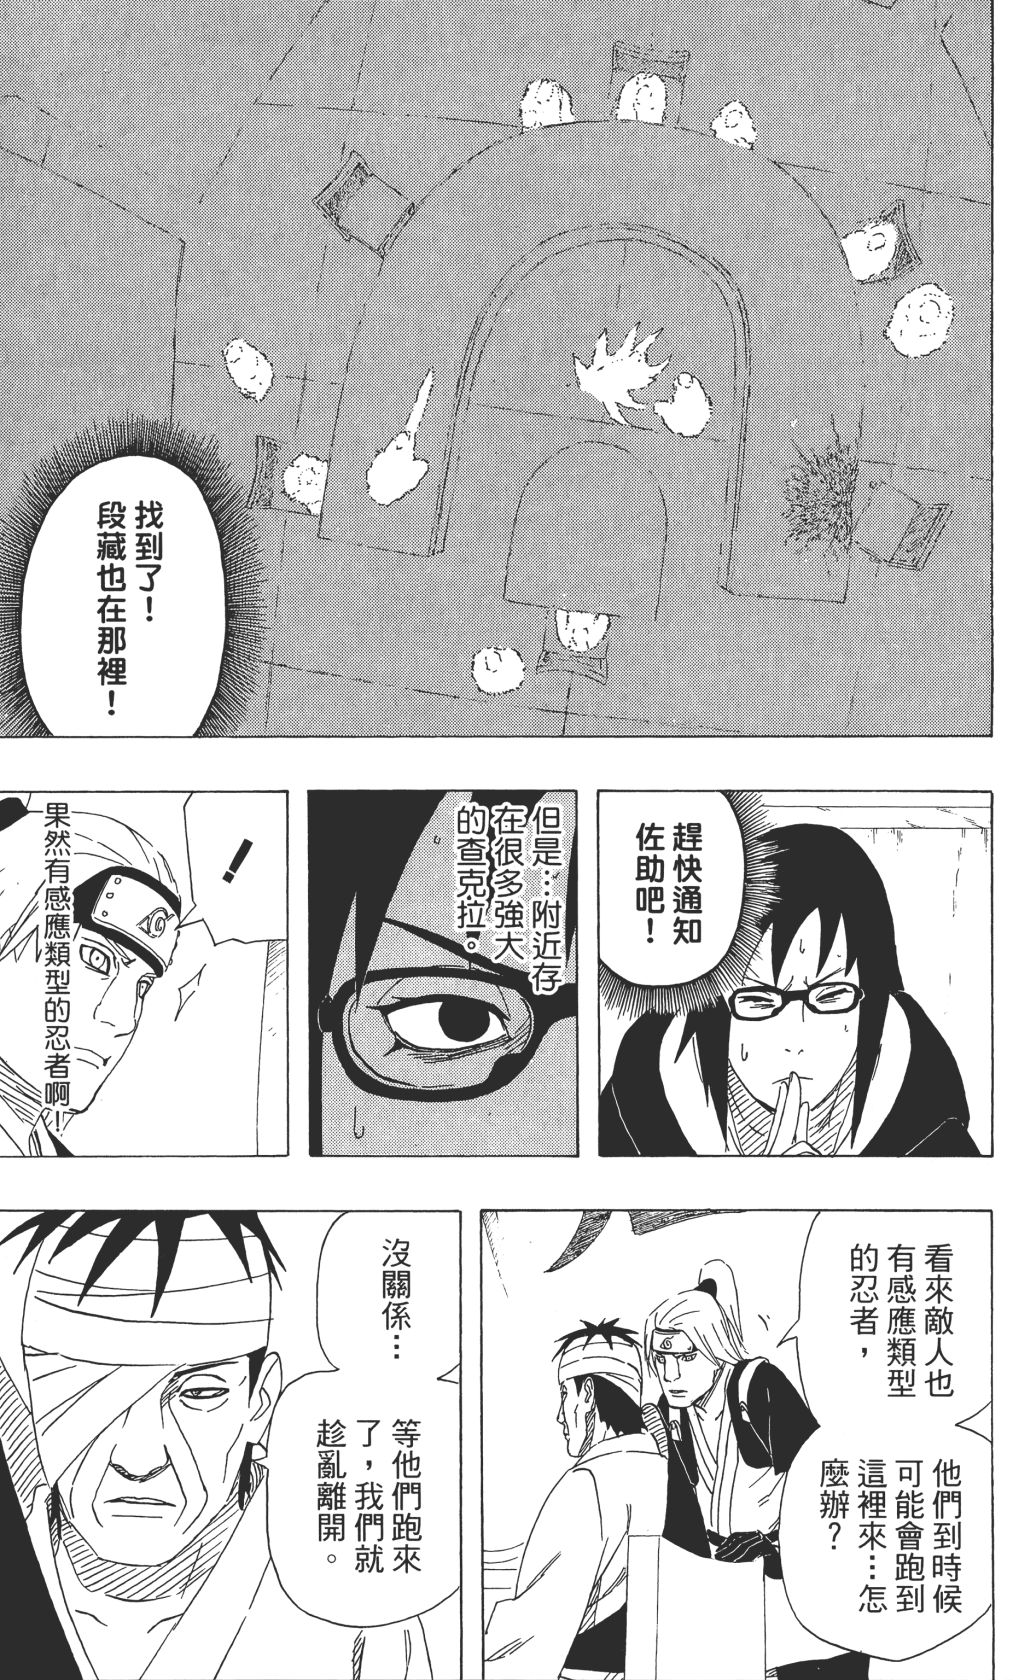 找到了！
段藏也在那裡！
趕快通知
佐助吧！
但是…附近存
在很多強大
的查克拉。
！
果然有感應類型的忍者啊！
看來敵人也
有感應類型
的忍者，
他們到時候
可能會跑到
這裡來…怎
麼辦？
沒關係…
等他們跑來
了，我們就
趁亂離開。